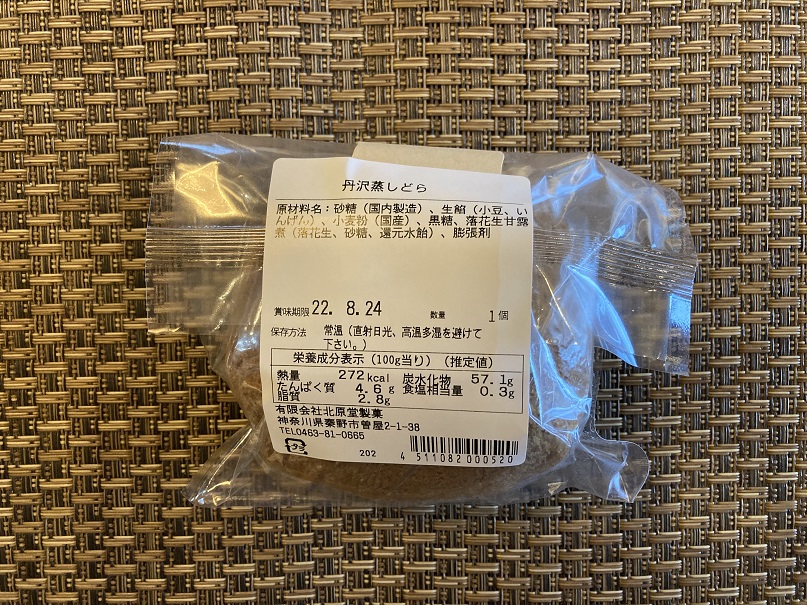 丹沢蒸しどら
原材料名：砂糖（国内製造）、生餡（小豆、い
んげん）、小麦粉（国産）、黒糖、落花生甘露
煮（落花生、砂糖、還元水飴）、膨張剤
賞味期限 22. 8.24 数量 1個
保存方法 常温（直射日光、高温多湿を避けて
下さい。）
栄養成分表示（100g当り）（推定値）
熱量 272kcal 炭水化物 57.1g
たんぱく質 4.6g 食塩相当量 0.3g
脂質 2.8g
有限会社北原堂製菓
神奈川県秦野市曽屋2-1-38
TEL0463-81-0665
プラ
202 4 511082 000520